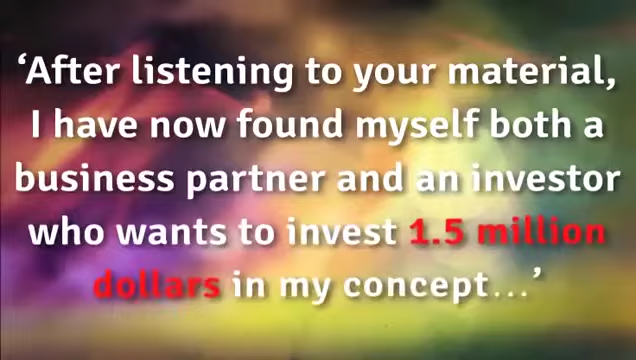 ‘After listening to your material,
I have now found myself both a
business partner and an investor
who wants to invest 1.5 million
dollars in my concept...’